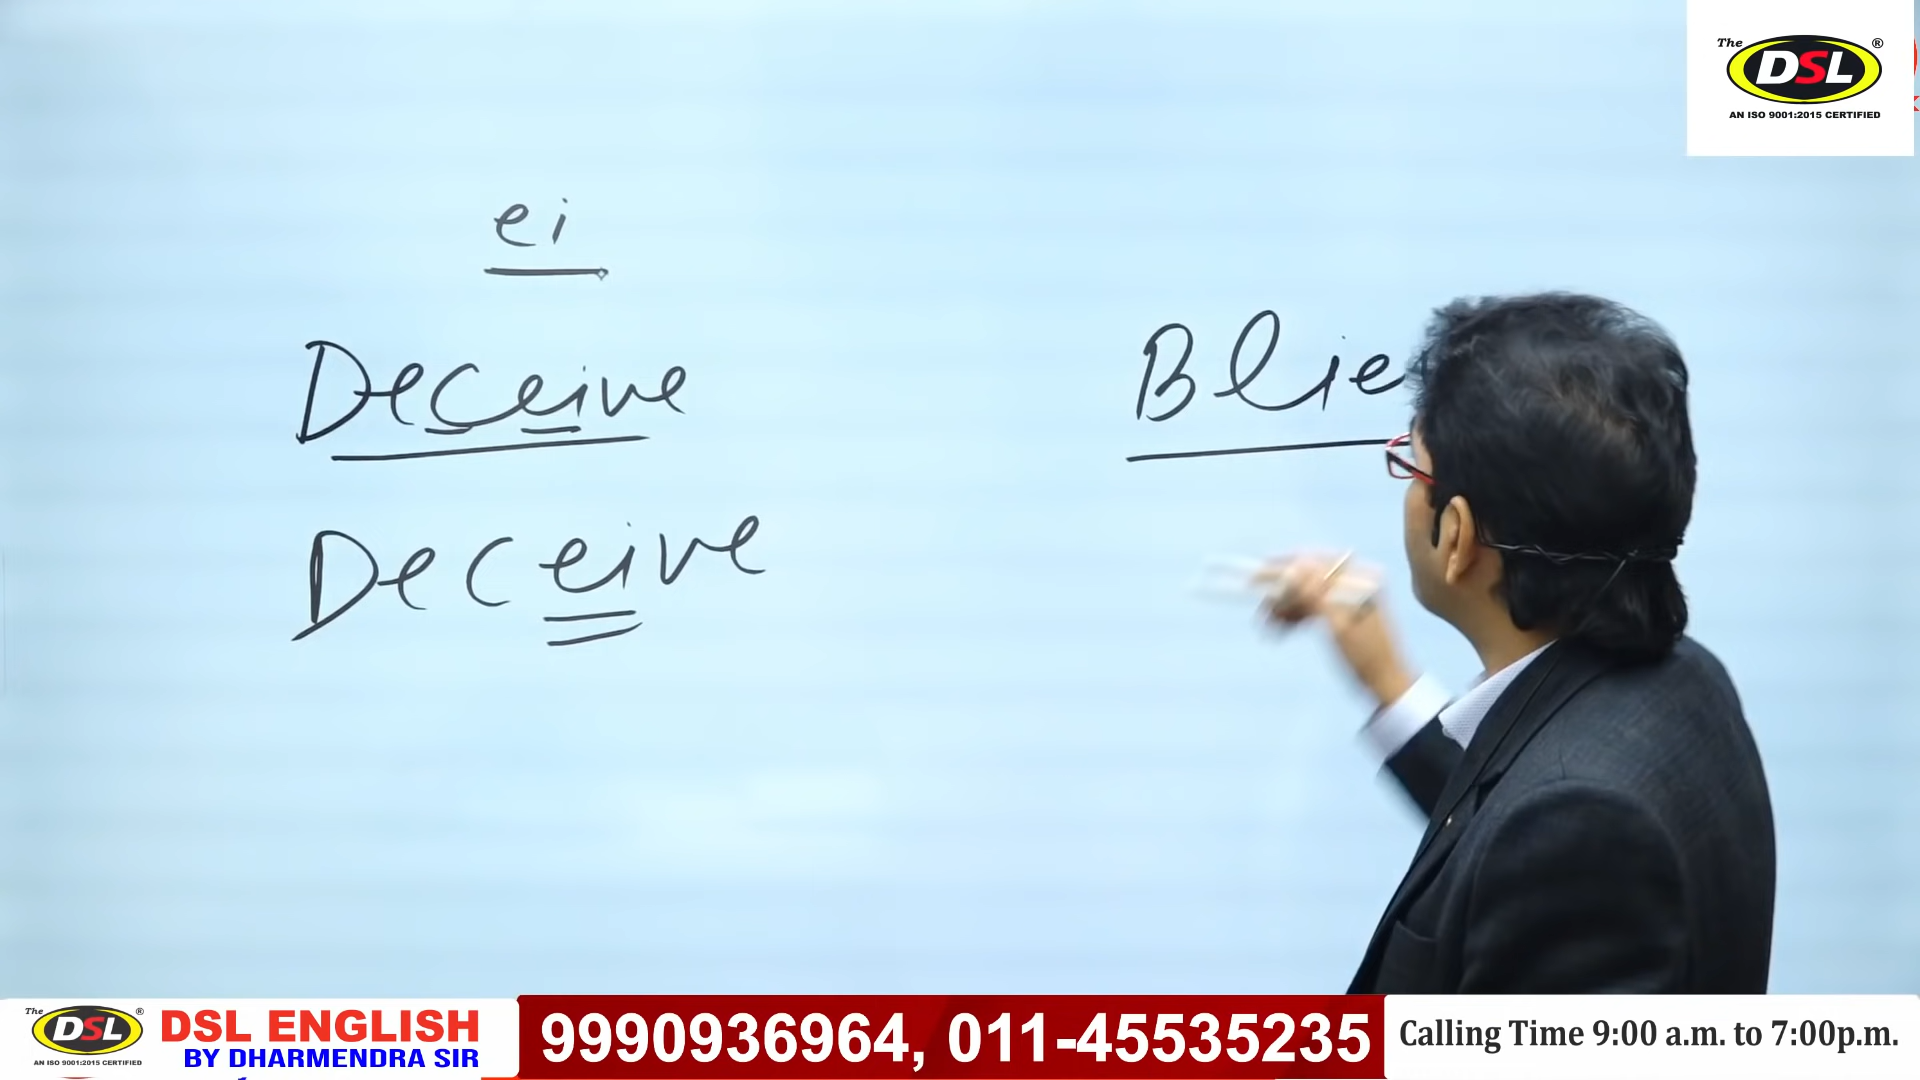 The DSL ®
AN ISO 9001:2015 CERTIFIED
ei
Deceive
Blie
Deceive
The DSL ®
AN ISO 9001:2015 CERTIFIED
DSL ENGLISH
BY DHARMENDRA SIR
9990936964, 011-45535235
Calling Time 9:00 a.m. to 7:00p.m.